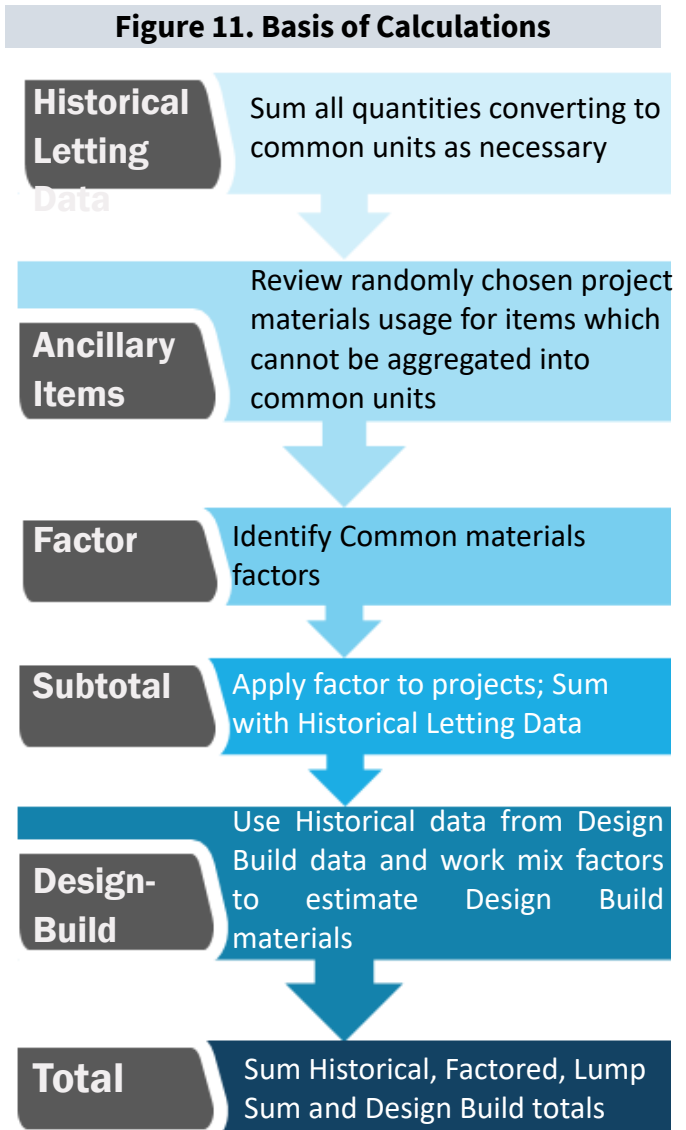 Figure 11. Basis of Calculations
Historical
Letting
Data
Sum all quantities converting to
common units as necessary
Ancillary
Items
Review randomly chosen project
materials usage for items which
cannot be aggregated into
common units
Factor
Identify Common materials
factors
Subtotal
Apply factor to projects; Sum
with Historical Letting Data
Design-
Build
Use Historical data from Design
Build data and work mix factors
to estimate Design Build
materials
Total
Sum Historical, Factored, Lump
Sum and Design Build totals